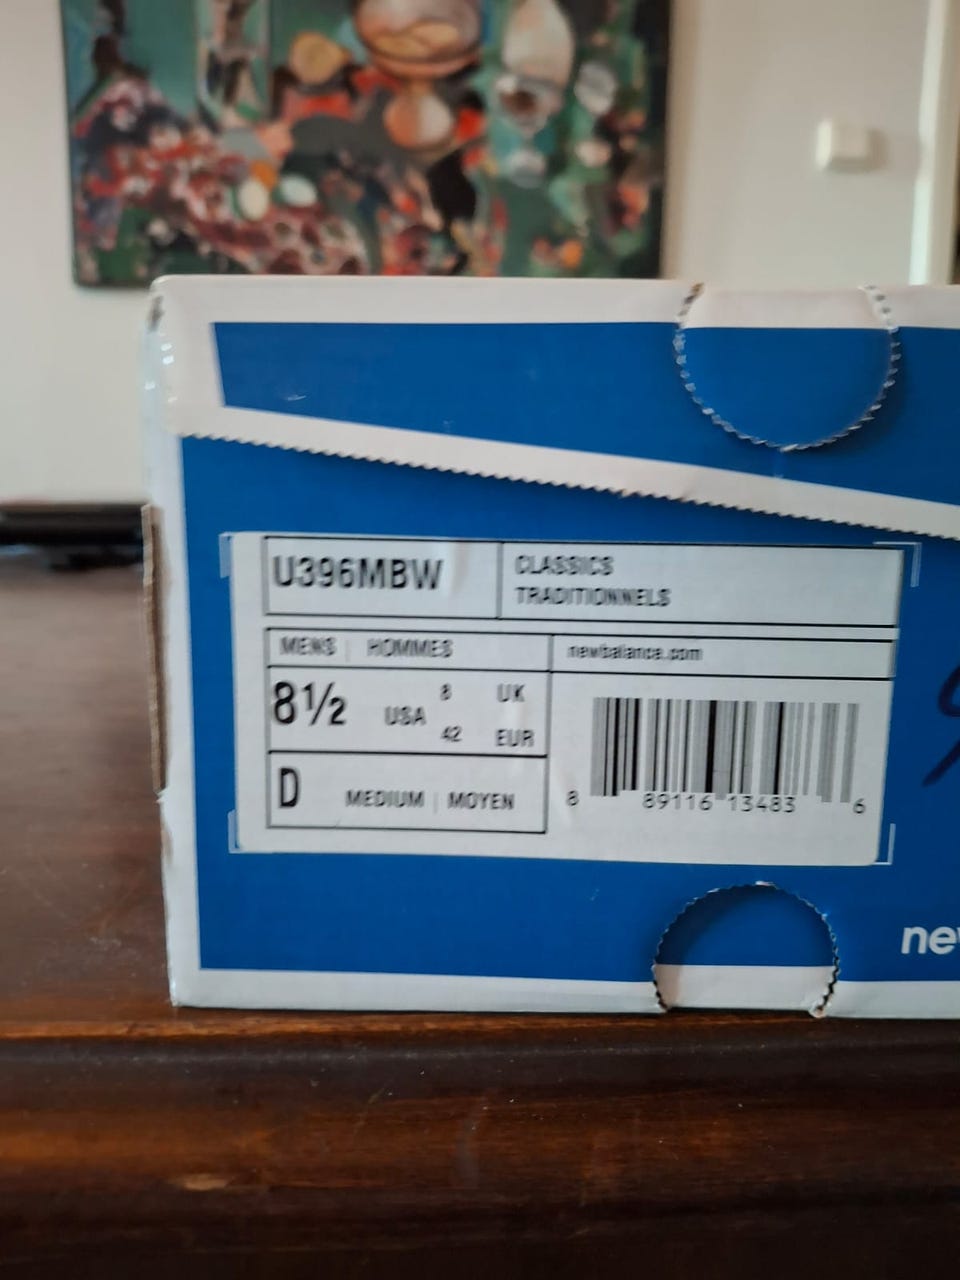 U396MBW
CLASSICS
TRADITIONNELS
MENS | HOMMES
newbalance.com
8½ USA
8 UK
42 EUR
D MEDIUM | MOYEN
8 89116 13483 6
ne